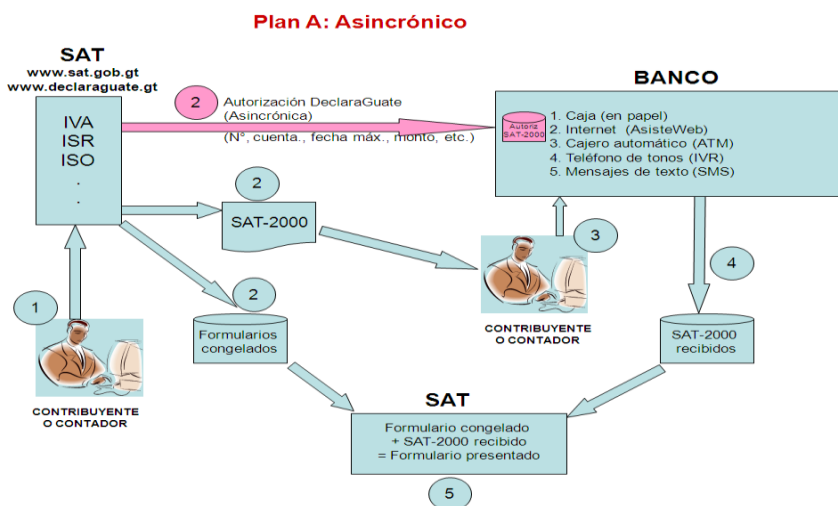 Plan A: Asincrónico
SAT
www.sat.gob.gt
www.declaraguate.gt
IVA
ISR
ISO
.
.
2
Autorización DeclaraGuate
(Asincrónica)
(N°, cuenta., fecha máx., monto, etc.)
BANCO
Autoriz
SAT-2000
1. Caja (en papel)
2. Internet (AsisteWeb)
3. Cajero automático (ATM)
4. Teléfono de tonos (IVR)
5. Mensajes de texto (SMS)
2
SAT-2000
3
CONTRIBUYENTE
O CONTADOR
4
1
CONTRIBUYENTE
O CONTADOR
2
Formularios
congelados
SAT-2000
recibidos
SAT
Formulario congelado
+ SAT-2000 recibido
= Formulario presentado
5